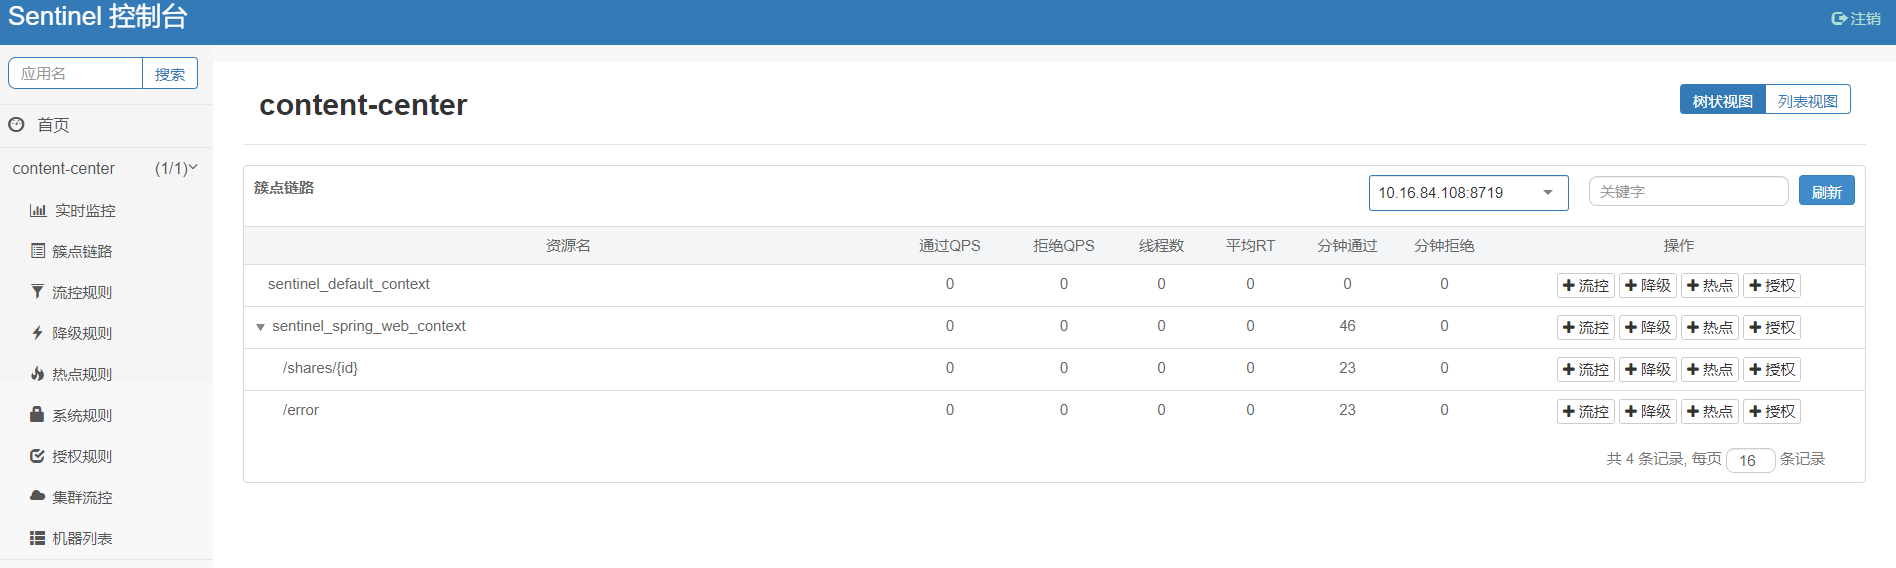 Sentinel 控制台
注销
应用名 搜索
首页
content-center (1/1)
实时监控
簇点链路
流控规则
降级规则
热点规则
系统规则
授权规则
集群流控
机器列表
content-center
树状视图 列表视图
簇点链路 10.16.84.108:8719 关键字 刷新
资源名 通过QPS 拒绝QPS 线程数 平均RT 分钟通过 分钟拒绝 操作
sentinel_default_context 0 0 0 0 0 0 流控 降级 热点 授权
sentinel_spring_web_context 0 0 0 0 46 0 流控 降级 热点 授权
/shares/{id} 0 0 0 0 23 0 流控 降级 热点 授权
/error 0 0 0 0 23 0 流控 降级 热点 授权
共 4 条记录, 每页 16 条记录